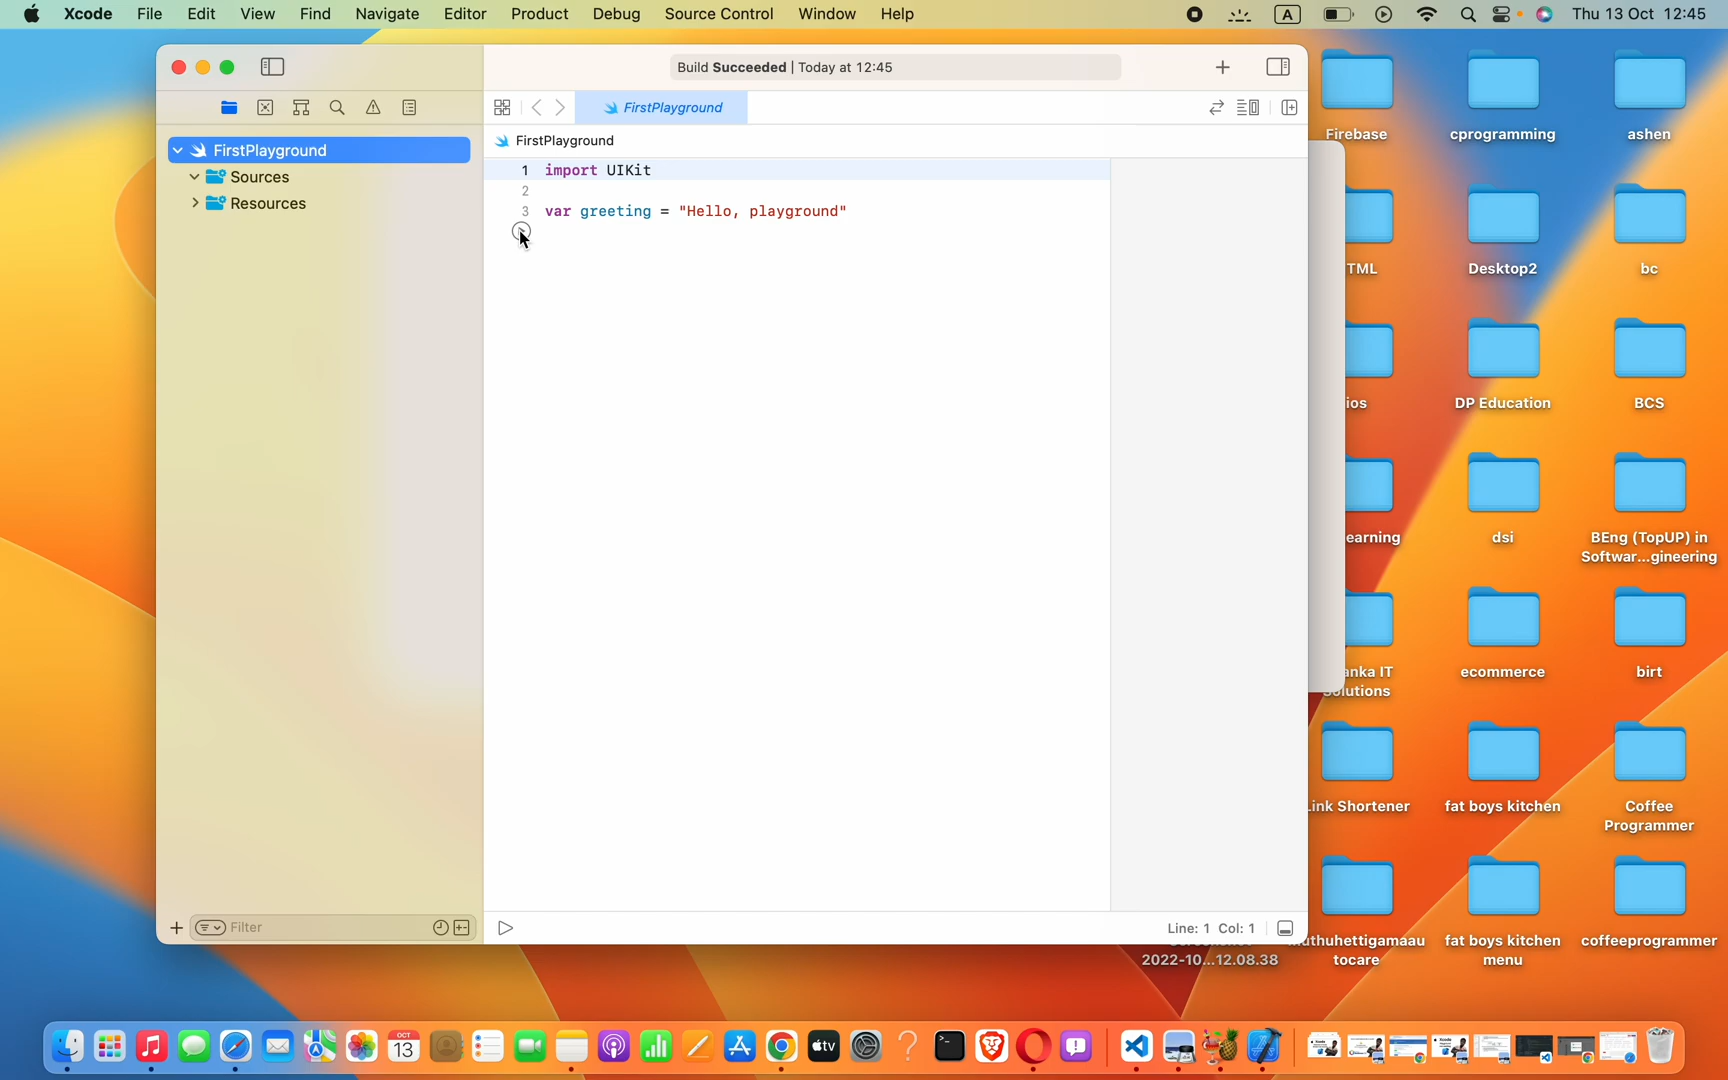 Xcode File Edit View Find Navigate Editor Product Debug Source Control Window Help A Thu 13 Oct 12:45
Build Succeeded | Today at 12:45
FirstPlayground
FirstPlayground
FirstPlayground
Sources
Resources
1 import UIKit
2
3 var greeting = "Hello, playground"
Filter
Line: 1 Col: 1
Firebase cprogramming ashen
TML Desktop2 bc
ios DP Education BCS
earning dsi BEng (TopUP) in
Softwar...gineering
anka IT ecommerce birt
olutions
Link Shortener fat boys kitchen Coffee
Programmer
uthuhettigamaau fat boys kitchen coffeeprogrammer
2022-10...12.08.38 tocare menu
OCT
13
tv